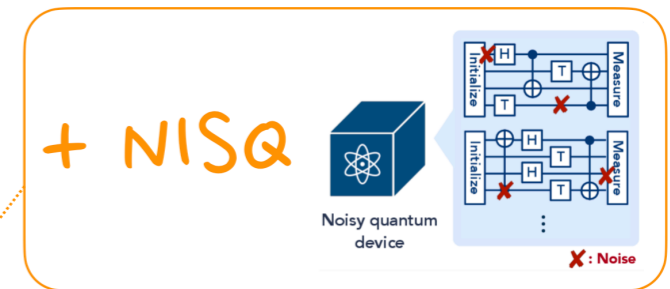 + NISQ
Noisy quantum
device
Initialize
H
T
T
Measure
Initialize
H
T
H
T
Measure
⋮
✘ : Noise